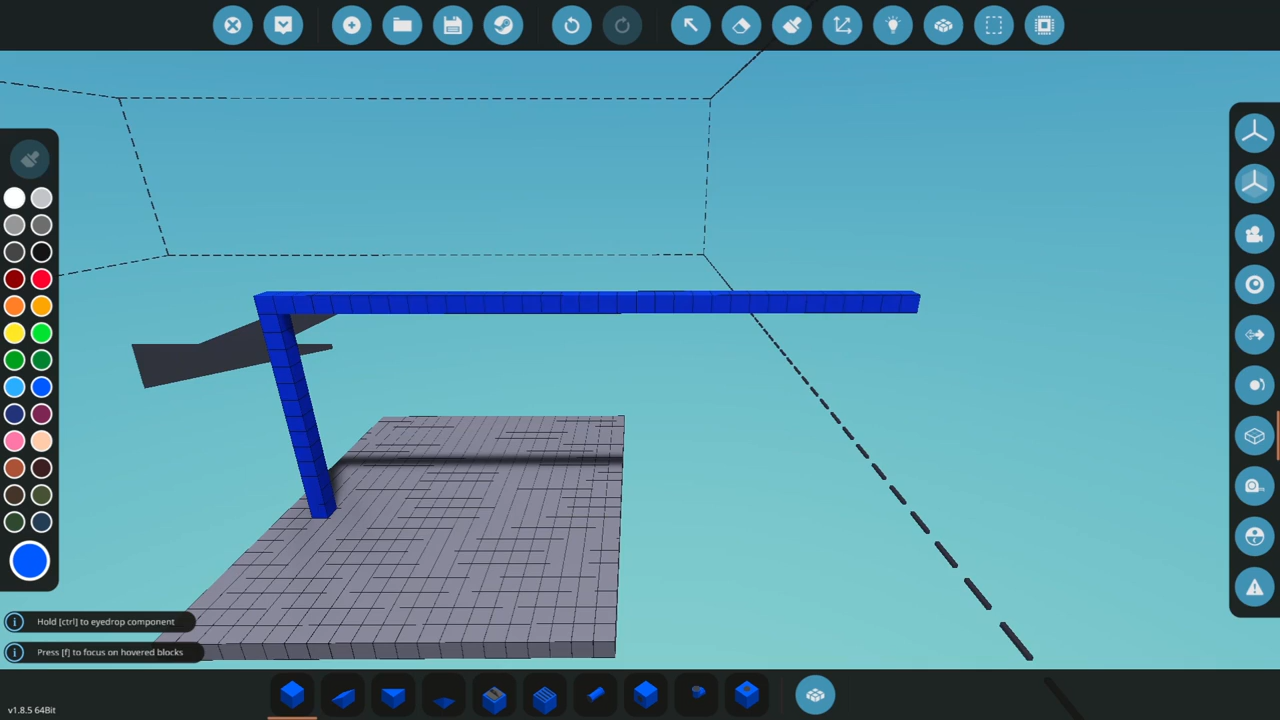 Hold [ctrl] to eyedrop component
Press [f] to focus on hovered blocks
v1.8.5 64Bit